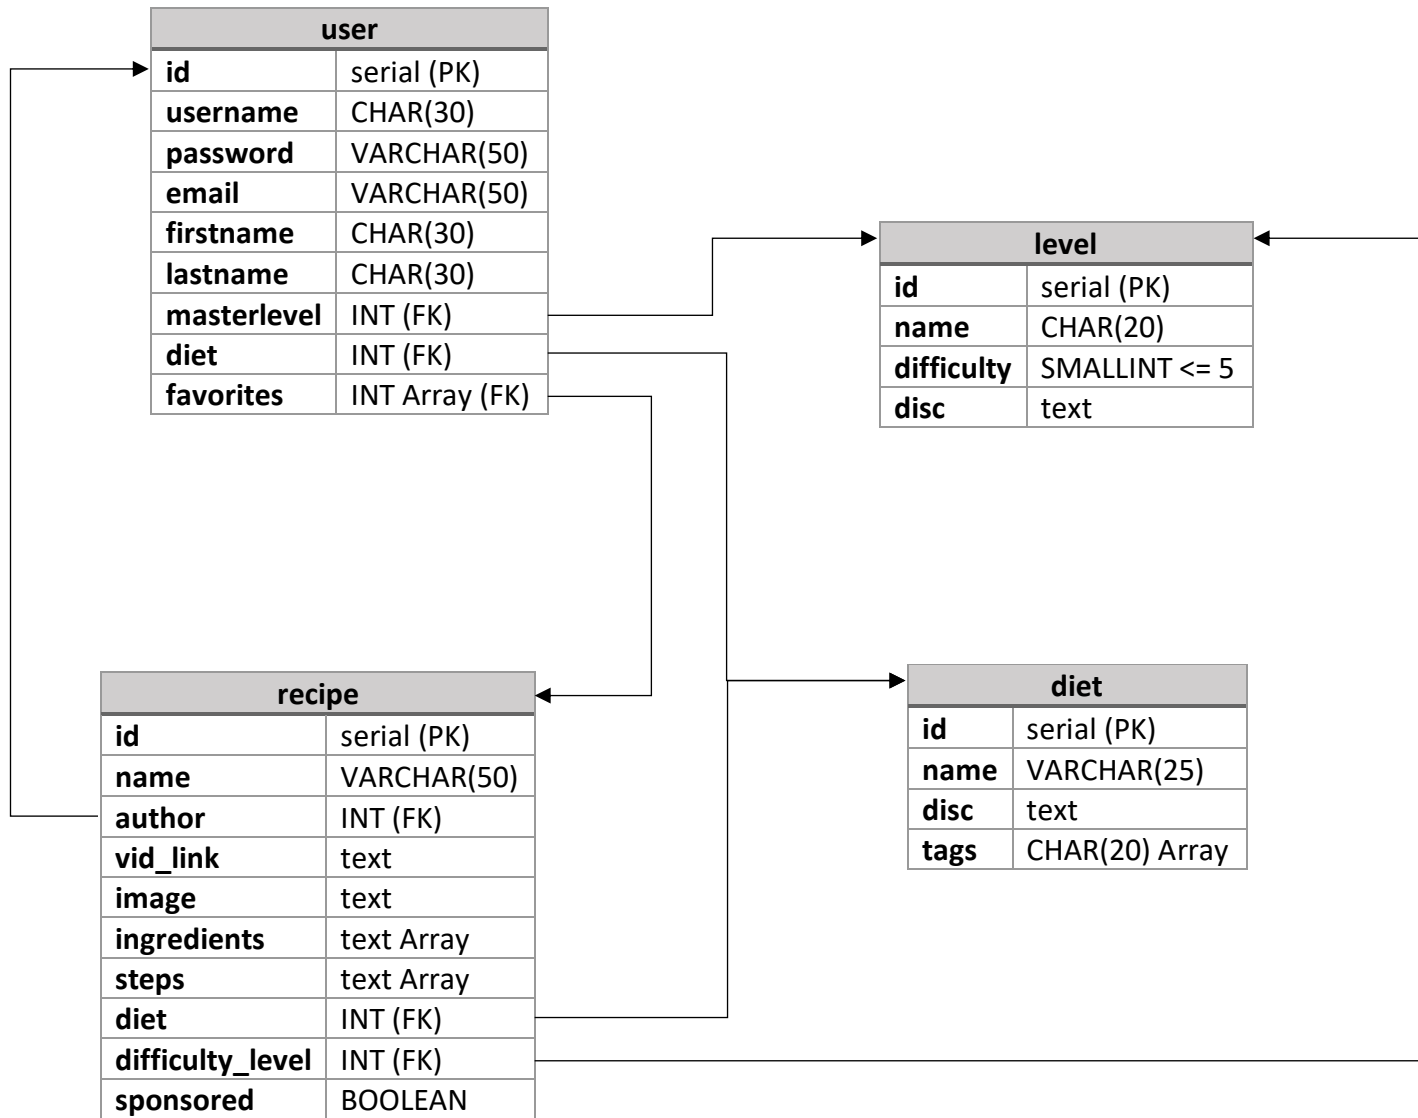 user
id serial (PK)
username CHAR(30)
password VARCHAR(50)
email VARCHAR(50)
firstname CHAR(30)
lastname CHAR(30)
masterlevel INT (FK)
diet INT (FK)
favorites INT Array (FK)
level
id serial (PK)
name CHAR(20)
difficulty SMALLINT <= 5
disc text
recipe
id serial (PK)
name VARCHAR(50)
author INT (FK)
vid_link text
image text
ingredients text Array
steps text Array
diet INT (FK)
difficulty_level INT (FK)
sponsored BOOLEAN
diet
id serial (PK)
name VARCHAR(25)
disc text
tags CHAR(20) Array